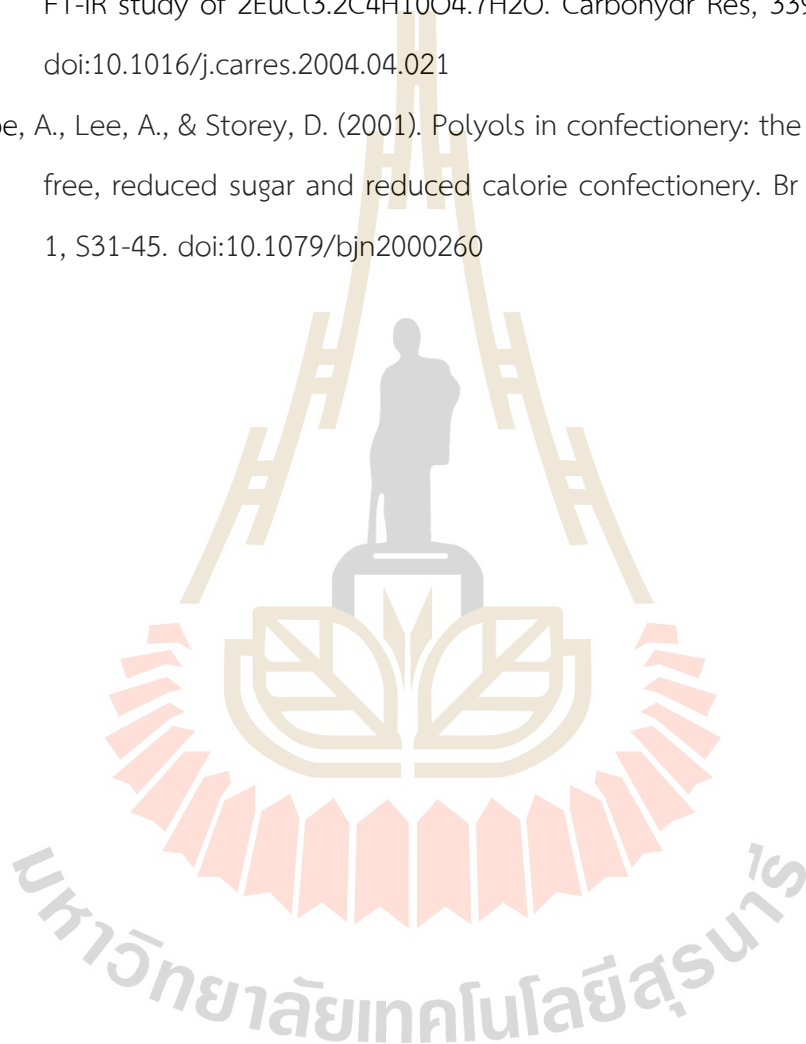 FT-IR study of 2EuCl3.2C4H10O4.7H2O. Carbohydr Res, 339
doi:10.1016/j.carres.2004.04.021
e, A., Lee, A., & Storey, D. (2001). Polyols in confectionery: the
free, reduced sugar and reduced calorie confectionery. Br
1, S31-45. doi:10.1079/bjn2000260
มหาวิทยาลัยเทคโนโลยีสุรนารี